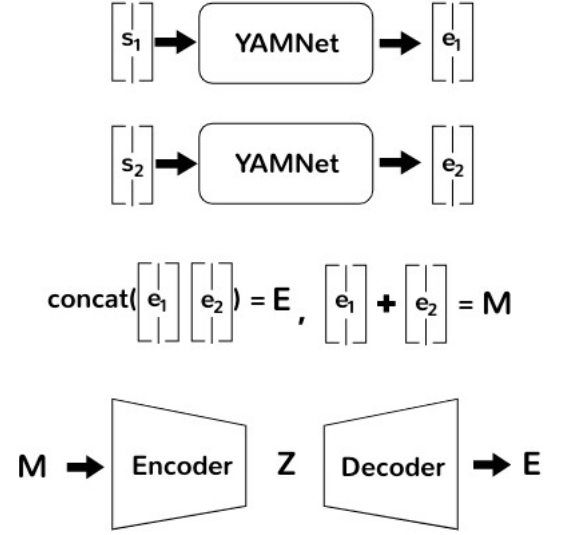 s₁ YAMNet e₁
s₂ YAMNet e₂
concat( e₁ e₂ ) = E , e₁ + e₂ = M
M Encoder Z Decoder E